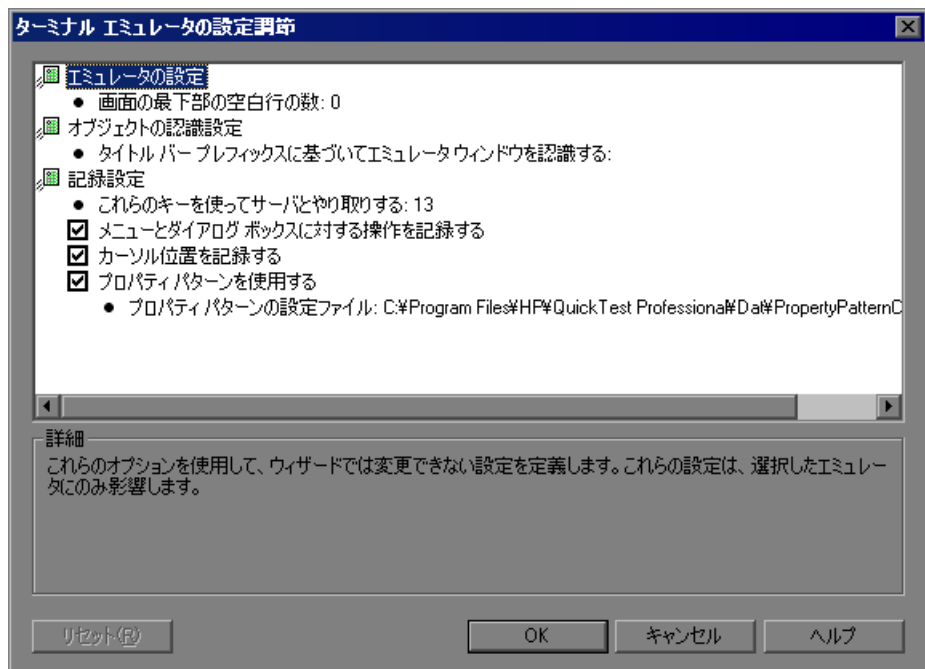 ターミナル エミュレータの設定調節
エミュレータの設定
画面の最下部の空白行の数: 0
オブジェクトの認識設定
タイトル バー プレフィックスに基づいてエミュレータ ウィンドウを認識する:
記録設定
これらのキーを使ってサーバとやり取りする: 13
メニューとダイアログ ボックスに対する操作を記録する
カーソル位置を記録する
プロパティ パターンを使用する
プロパティ パターンの設定ファイル: C:¥Program Files¥HP¥QuickTest Professional¥Dat¥PropertyPatternC
詳細
これらのオプションを使用して、ウィザードでは変更できない設定を定義します。これらの設定は、選択したエミュレー
タにのみ影響します。
リセット(R)
OK
キャンセル
ヘルプ